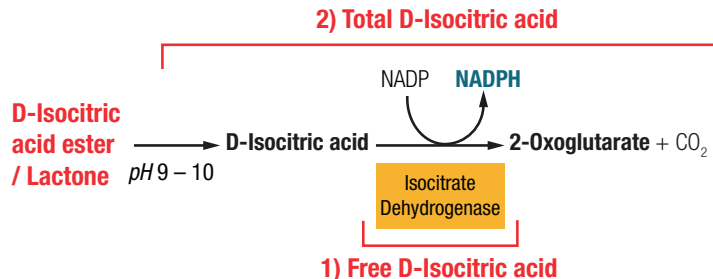 2) Total D-Isocitric acid
NADP NADPH
D-Isocitric
acid ester
/ Lactone
pH 9 – 10
D-Isocitric acid
2-Oxoglutarate + CO₂
Isocitrate
Dehydrogenase
1) Free D-Isocitric acid